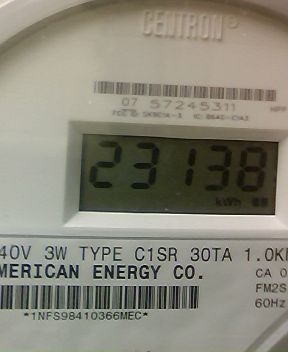 CENTRON®
07 57245311
23138
kWh
40V 3W TYPE C1SR 30TA 1.0K
MERICAN ENERGY CO.
CA 0
FM2S
60Hz
*1NFS98410366MEC*